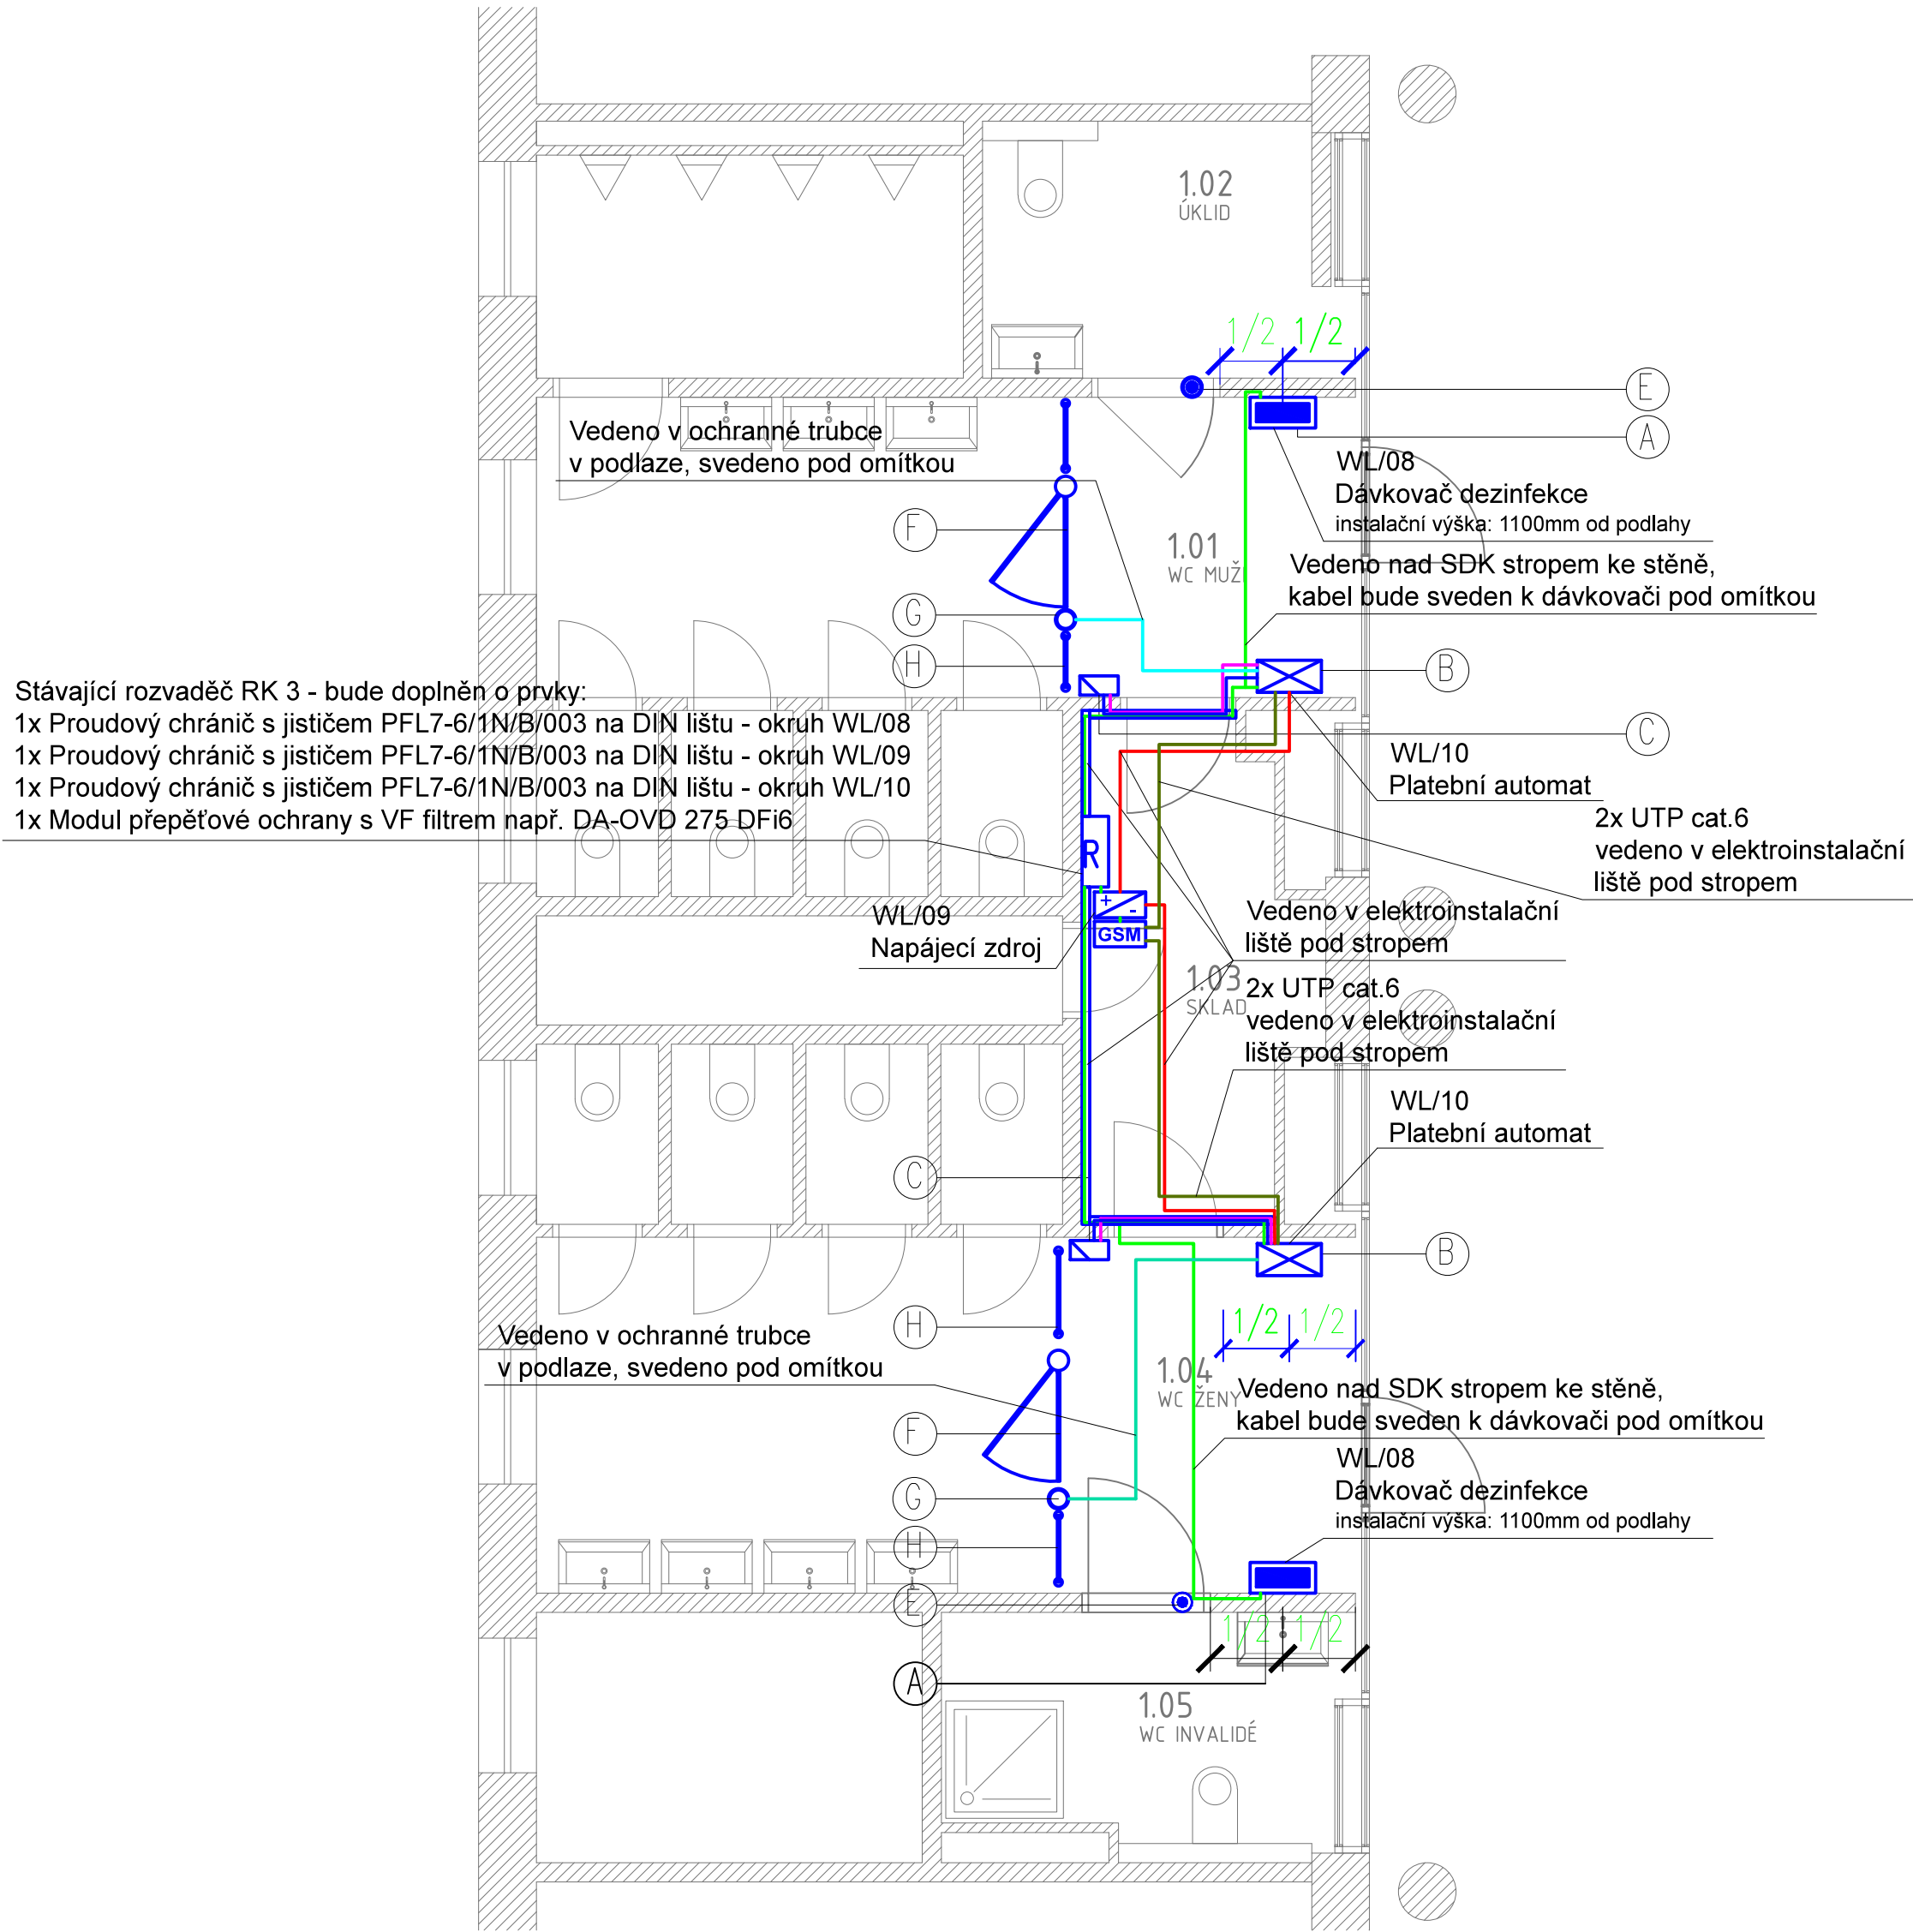 1.02
ÚKLID
1/2
1/2
E
A
Vedeno v ochranné trubce
v podlaze, svedeno pod omítkou
WL/08
Dávkovač dezinfekce
instalační výška: 1100mm od podlahy
F
1.01
WC MUŽ
Vedeno nad SDK stropem ke stěně,
kabel bude sveden k dávkovači pod omítkou
G
H
B
Stávající rozvaděč RK 3 - bude doplněn o prvky:
1x Proudový chránič s jističem PFL7-6/1N/B/003 na DIN lištu - okruh WL/08
1x Proudový chránič s jističem PFL7-6/1N/B/003 na DIN lištu - okruh WL/09
1x Proudový chránič s jističem PFL7-6/1N/B/003 na DIN lištu - okruh WL/10
1x Modul přepěťové ochrany s VF filtrem např. DA-OVD 275 DFi6
C
WL/10
Platební automat
2x UTP cat.6
vedeno v elektroinstalační
liště pod stropem
R
+
-
GSM
WL/09
Napájecí zdroj
Vedeno v elektroinstalační
liště pod stropem
1.03
SKLAD
2x UTP cat.6
vedeno v elektroinstalační
liště pod stropem
WL/10
Platební automat
C
B
H
1/2
1/2
Vedeno v ochranné trubce
v podlaze, svedeno pod omítkou
1.04
WC ŽENY
Vedeno nad SDK stropem ke stěně,
kabel bude sveden k dávkovači pod omítkou
F
WL/08
Dávkovač dezinfekce
instalační výška: 1100mm od podlahy
G
H
E
1/2
1/2
A
1.05
WC INVALIDÉ